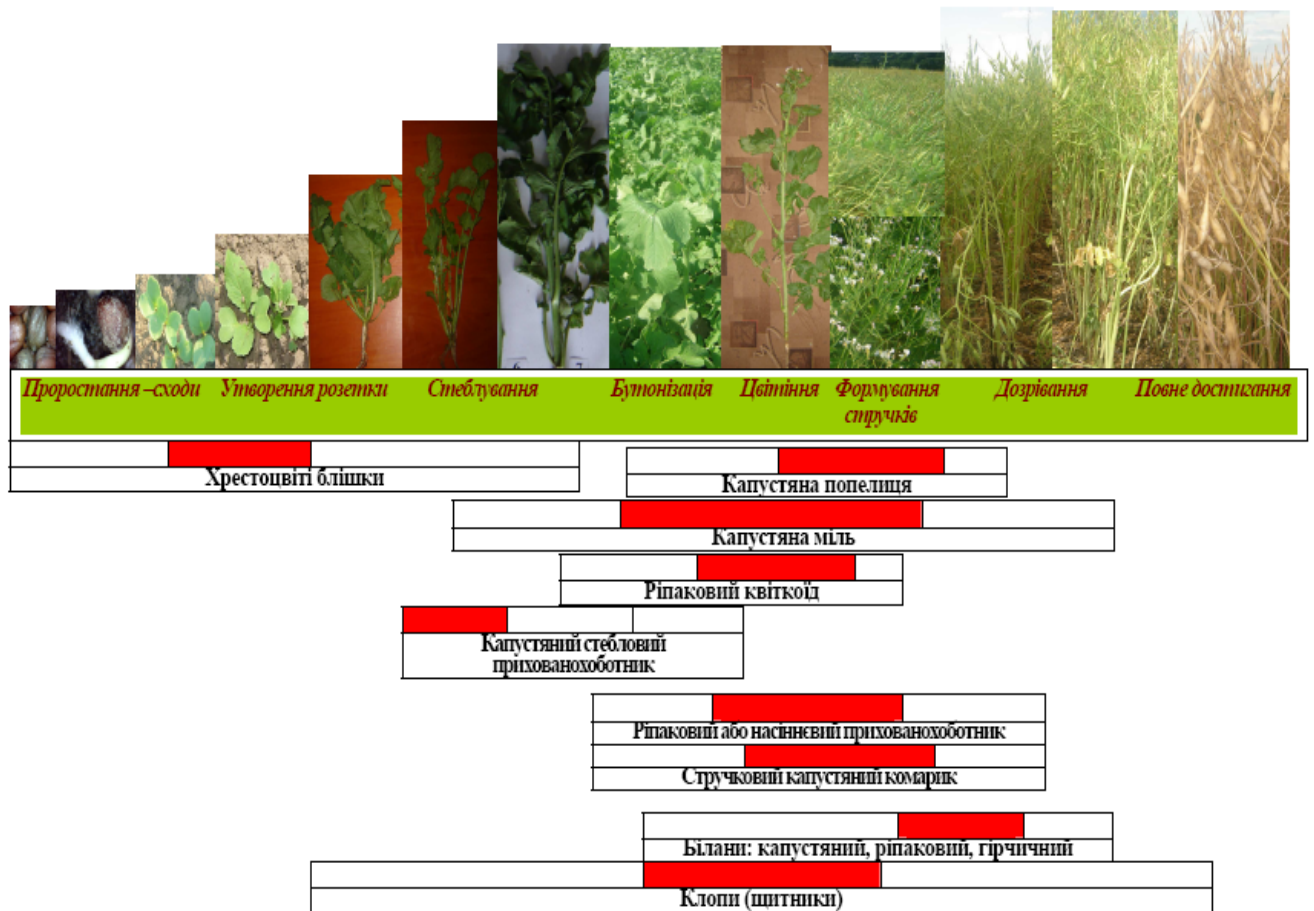 Проростання –сходи Утворення розетки Стеблування Бутонізація Цвітіння Формування Дозрівання Повне достигання
стручків
Хрестоцвіті блішки
Капустяна попелиця
Капустяна міль
Ріпаковий квіткоїд
Капустяний стебловий
прихованохоботник
Ріпаковий або насіннєвий прихованохоботник
Стручковий капустяний комарик
Білани: капустяний, ріпаковий, гірчичний
Клопи (щитники)